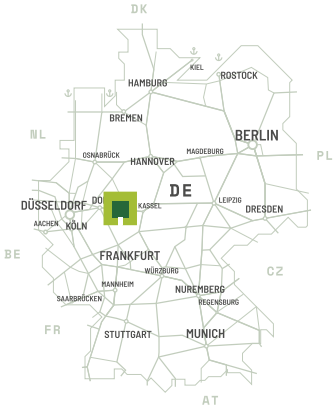 DK
KIEL
ROSTOCK
HAMBURG
BREMEN
NL
BERLIN
OSNABRÜCK
HANNOVER
MAGDEBURG
PL
DE
DÜSSELDORF
DO
KASSEL
LEIPZIG
DRESDEN
AACHEN
KÖLN
BE
FRANKFURT
WÜRZBURG
CZ
MANNHEIM
NUREMBERG
SAARBRÜCKEN
REGENSBURG
FR
STUTTGART
MUNICH
AT